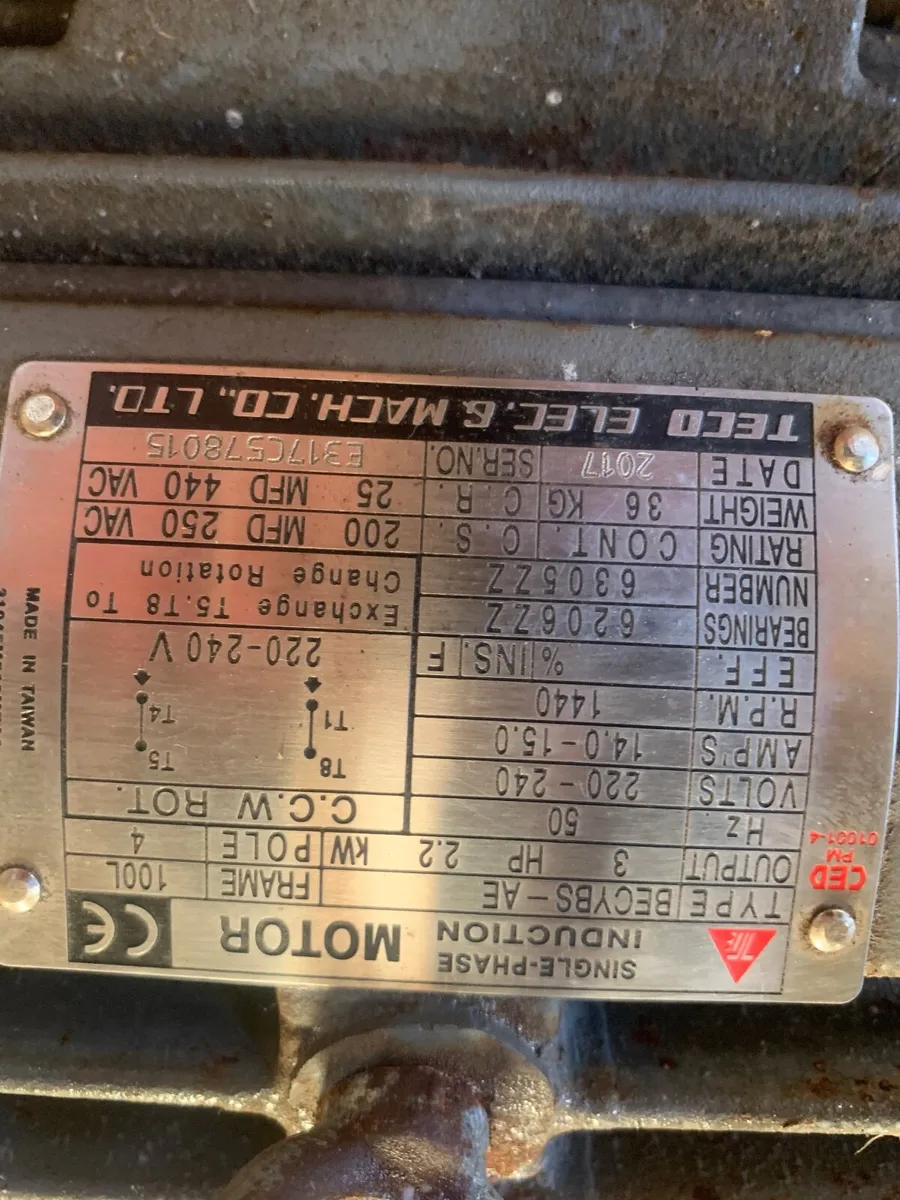 SINGLE-PHASE
INDUCTION MOTOR CE
TYPE BECYBS-AE FRAME 100L
OUTPUT 3 HP 2.2 kW POLE 4
Hz 50 C.C.W ROT.
VOLTS 220-240
AMP'S 14.0-15.0
R.P.M. 1440
EFF. % INS. F
T8 T5
T1 T4
220-240 V
BEARINGS 6206ZZ
NUMBER 6305ZZ
Exchange T5.T8 To
Change Rotation
RATING CONT. C.S. 200 MFD 250 VAC
WEIGHT 36 KG C.R. 25 MFD 440 VAC
DATE 2017 SER.NO. E317C578015
TECO ELEC. & MACH. CO., LTD.
CED
PM
01001-4
MADE IN TAIWAN